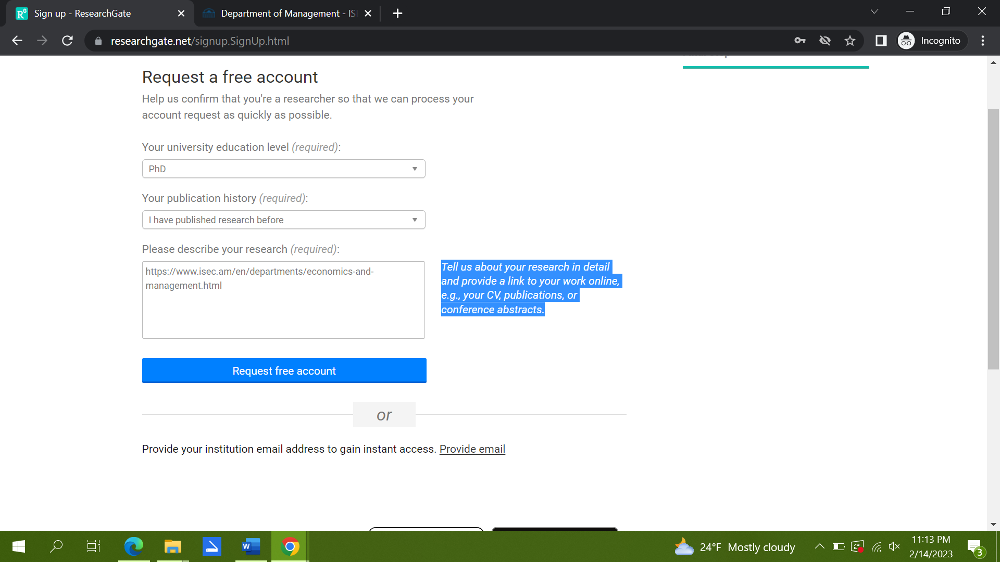 Sign up - ResearchGate
Department of Management - IS
researchgate.net/signup.SignUp.html
Incognito
Request a free account
Help us confirm that you're a researcher so that we can process your
account request as quickly as possible.
Your university education level (required):
PhD
Your publication history (required):
I have published research before
Please describe your research (required):
https://www.isec.am/en/departments/economics-and-
management.html
Tell us about your research in detail
and provide a link to your work online,
e.g., your CV, publications, or
conference abstracts.
Request free account
or
Provide your institution email address to gain instant access. Provide email
24°F Mostly cloudy
11:13 PM
2/14/2023
3